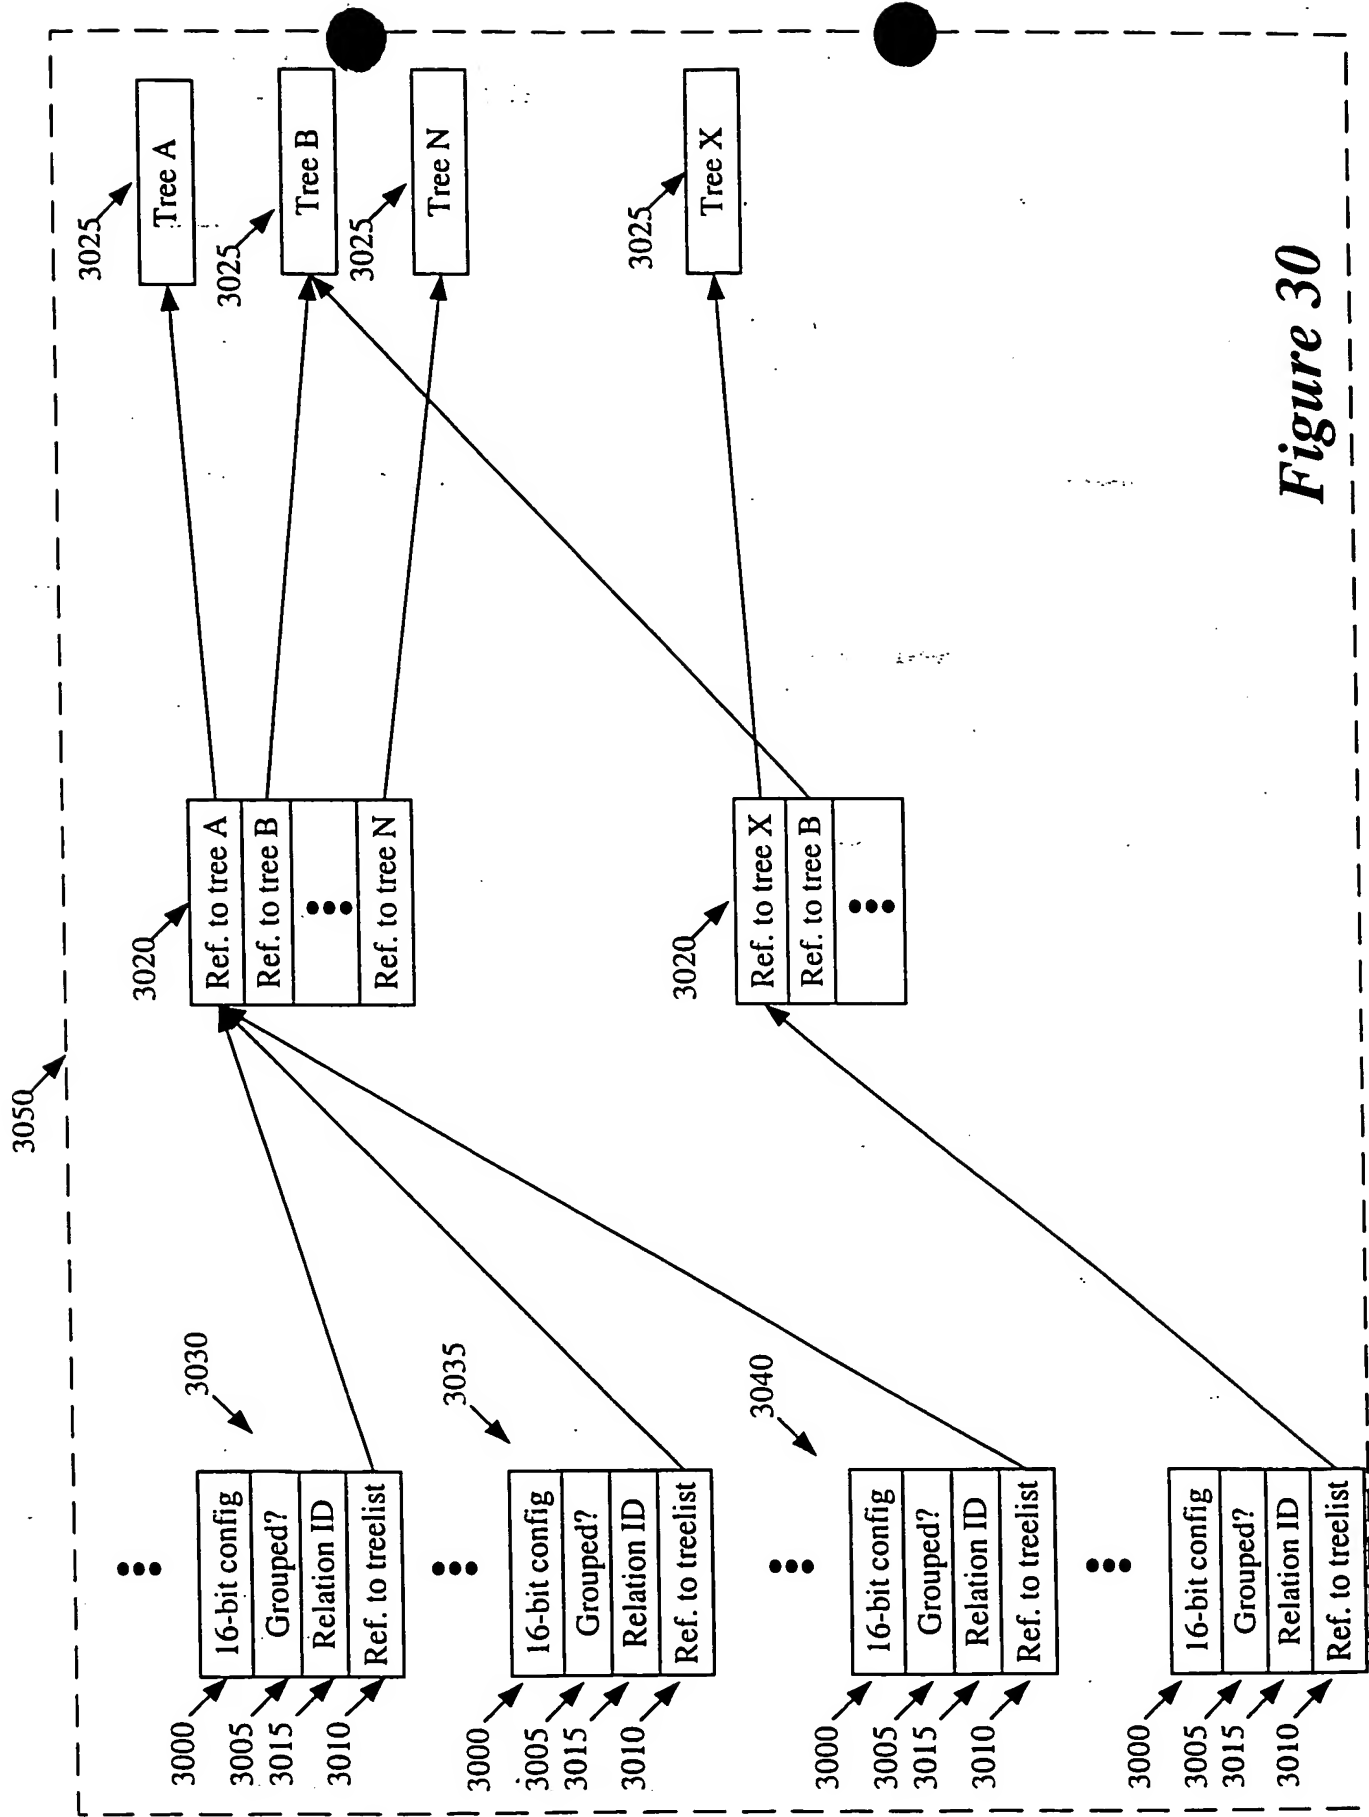 3050
3000
3005
3015
3010
16-bit config
Grouped?
Relation ID
Ref. to treelist
3030
3000
3005
3015
3010
16-bit config
Grouped?
Relation ID
Ref. to treelist
3035
3000
3005
3015
3010
16-bit config
Grouped?
Relation ID
Ref. to treelist
3040
3000
3005
3015
3010
16-bit config
Grouped?
Relation ID
Ref. to treelist
3020
Ref. to tree A
Ref. to tree B
Ref. to tree N
3020
Ref. to tree X
Ref. to tree B
3025
Tree A
3025
Tree B
3025
Tree N
3025
Tree X
Figure 30